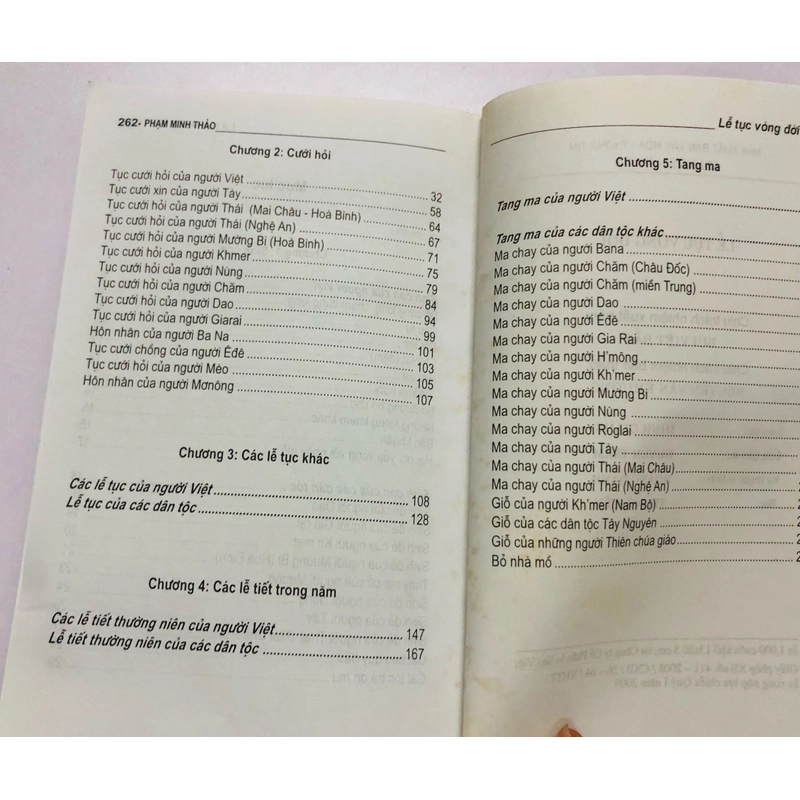 262- PHẠM MINH THẢO
Chương 2: Cưới hỏi
Tục cưới hỏi của người Việt 32
Tục cưới xin của người Tày 58
Tục cưới hỏi của người Thái (Mai Châu - Hoà Bình) 64
Tục cưới hỏi của người Thái (Nghệ An) 67
Tục cưới hỏi của người Mường Bi (Hoà Bình) 71
Tục cưới hỏi của người Khmer 75
Tục cưới hỏi của người Nùng 79
Tục cưới hỏi của người Chăm 84
Tục cưới hỏi của người Dao 94
Tục cưới hỏi của người Giarai 99
Hôn nhân của người Ba Na 101
Tục cưới chồng của người Êđê 103
Tục cưới hỏi của người Mèo 105
Hôn nhân của người Mơnông 107
Chương 3: Các lễ tục khác
Các lễ tục của người Việt 108
Lễ tục của các dân tộc 128
Chương 4: Các lễ tiết trong năm
Các lễ tiết thường niên của người Việt 147
Lễ tiết thường niên của các dân tộc 167
Lễ tục vòng đời
Chương 5: Tang ma
Tang ma của người Việt
Tang ma của các dân tộc khác
Ma chay của người Bana
Ma chay của người Chăm (Châu Đốc)
Ma chay của người Chăm (miền Trung)
Ma chay của người Dao
Ma chay của người Êđê
Ma chay của người Gia Rai
Ma chay của người H'mông
Ma chay của người Kh'mer
Ma chay của người Mường Bi
Ma chay của người Nùng
Ma chay của người Roglai
Ma chay của người Tày
Ma chay của người Thái (Mai Châu)
Ma chay của người Thái (Nghệ An)
Giỗ của người Kh'mer (Nam Bộ)
Giỗ của các dân tộc Tây Nguyên
Giỗ của những người Thiên chúa giáo
Bỏ nhà mồ